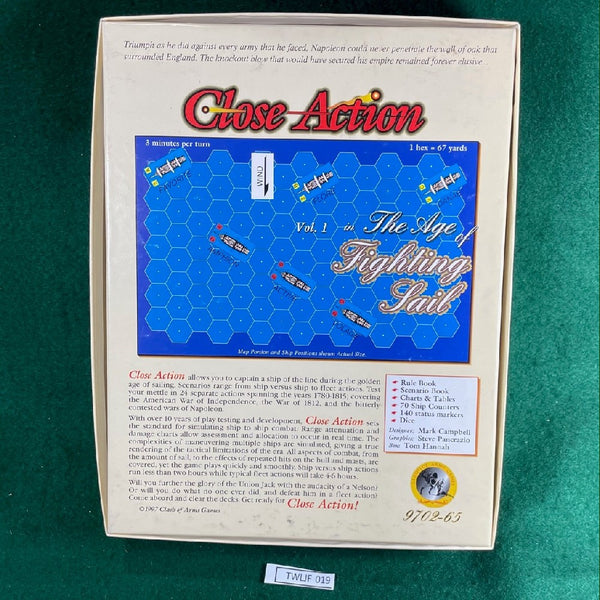 Triumph as he did against every army that he faced, Napoleon could never penetrate the wall of oak that
surrounded England. The knockout blow that would have secured his empire remained forever elusive...
Close Action
3 minutes per turn
1 hex = 67 yards
WIND
Vol. 1 in The Age of
Fighting
Sail
Map Portion and Ship Positions shown Actual Size.
Close Action allows you to captain a ship of the line during the golden
age of sailing. Scenarios range from ship versus ship to fleet actions. Test
your mettle in 24 separate actions spanning the years 1780-1815, covering
the American War of Independence, the War of 1812, and the bitterly
contested wars of Napoleon.
With over 10 years of play testing and development, Close Action sets
the standard for simulating ship to ship combat. Range attenuation and
damage charts allow assessment and allocation to occur in real time. The
complexities of maneuvering multiple ships are simulated, giving a true
rendering of the tactical limitations of the era. All aspects of combat, from
the amount of sail, to the effects of repeated hits on the hull and masts, are
covered, yet the game plays quickly and smoothly. Ship versus ship actions
run less than two hours while typical fleet actions will take 4-6 hours.
Will you further the glory of the Union Jack with the audacity of a Nelson?
Or will you do what no one ever did, and defeat him in a fleet action?
Come aboard and clear the decks. Get ready for Close Action!
©1997 Clash of Arms Games
Rule Book
Scenario Book
Charts & Tables
70 Ship Counters
140 status markers
Dice
Designer: Mark Campbell
Graphics: Steve Paschal
Box: Tom Hannah
9702-65
TWLJF 019